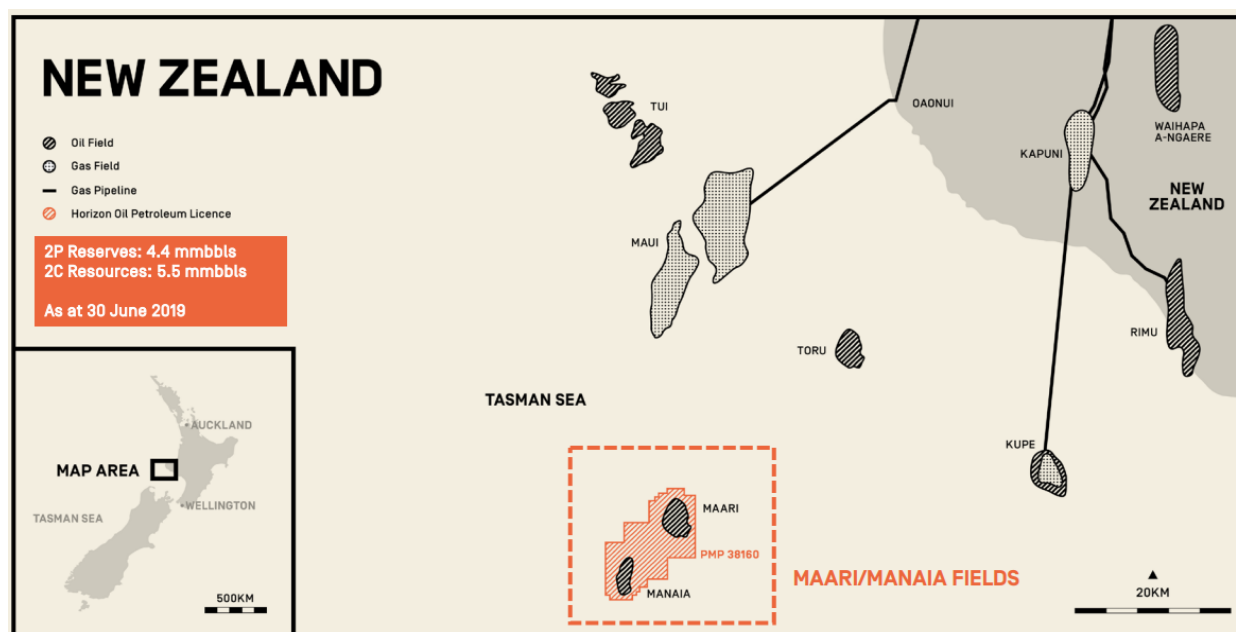 NEW ZEALAND
Oil Field
Gas Field
Gas Pipeline
Horizon Oil Petroleum Licence
2P Reserves: 4.4 mmbbls
2C Resources: 5.5 mmbbls
As at 30 June 2019
TUI
OAONUI
WAIHAPA
A-NGAERE
KAPUNI
NEW
ZEALAND
MAUI
TORU
RIMU
TASMAN SEA
KUPE
MAARI
PMP 38160
MANAIA
MAARI/MANAIA FIELDS
20KM
AUCKLAND
MAP AREA
WELLINGTON
TASMAN SEA
500KM